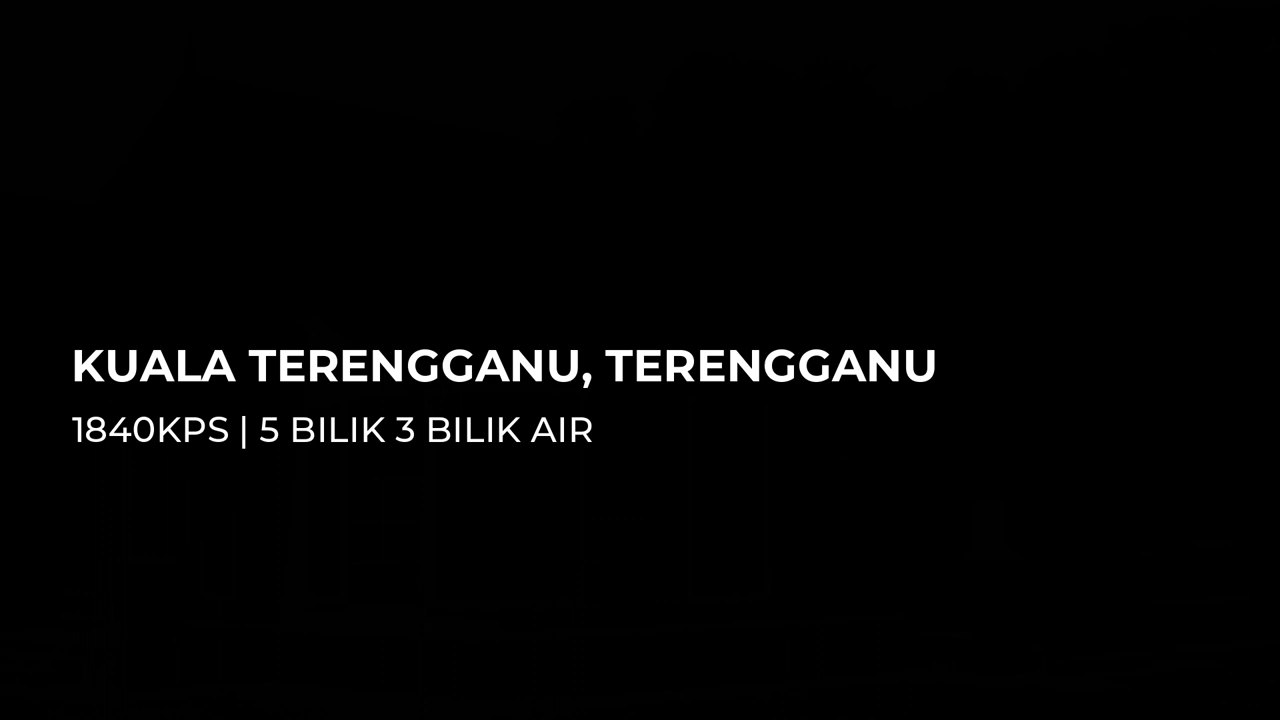 KUALA TERENGGANU, TERENGGANU
1840KPS | 5 BILIK 3 BILIK AIR